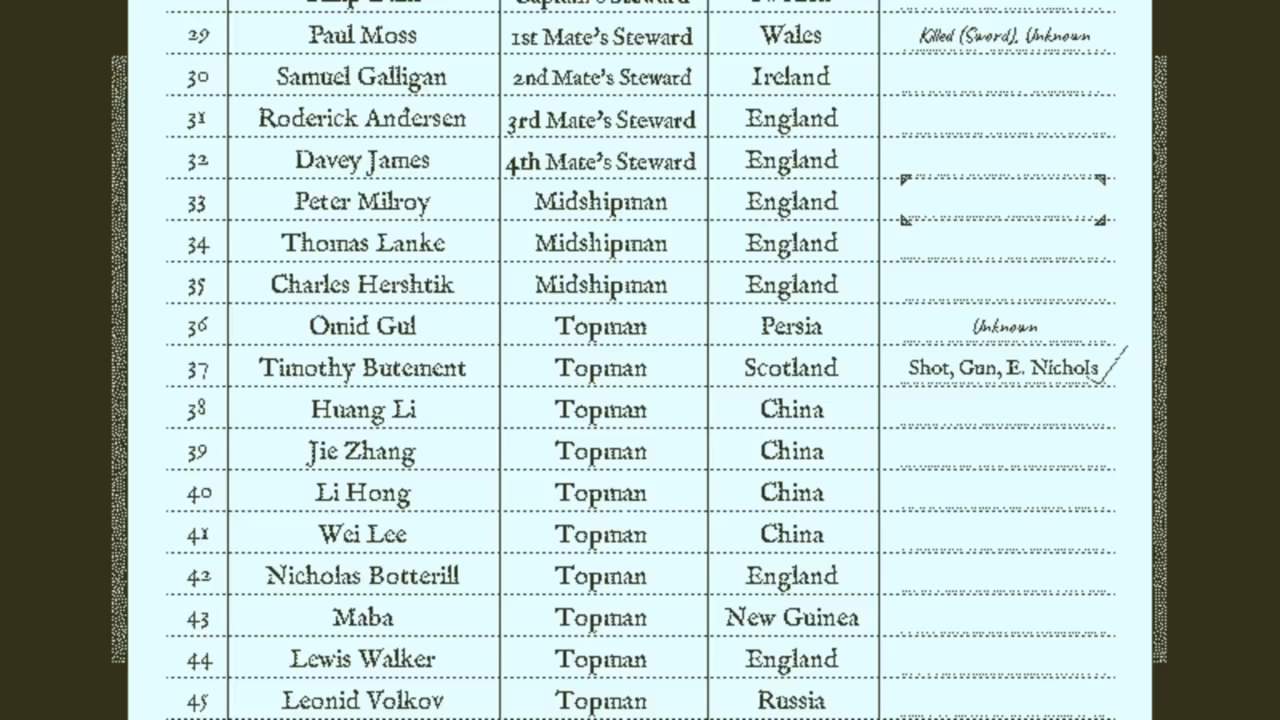 29 Paul Moss 1st Mate's Steward Wales Killed (Sword), Unknown
30 Samuel Galligan 2nd Mate's Steward Ireland
31 Roderick Andersen 3rd Mate's Steward England
32 Davey James 4th Mate's Steward England
33 Peter Milroy Midshipman England
34 Thomas Lanke Midshipman England
35 Charles Hershtik Midshipman England
36 Omid Gul Topman Persia Unknown
37 Timothy Butement Topman Scotland Shot, Gun, E. Nichols
38 Huang Li Topman China
39 Jie Zhang Topman China
40 Li Hong Topman China
41 Wei Lee Topman China
42 Nicholas Botterill Topman England
43 Maba Topman New Guinea
44 Lewis Walker Topman England
45 Leonid Volkov Topman Russia